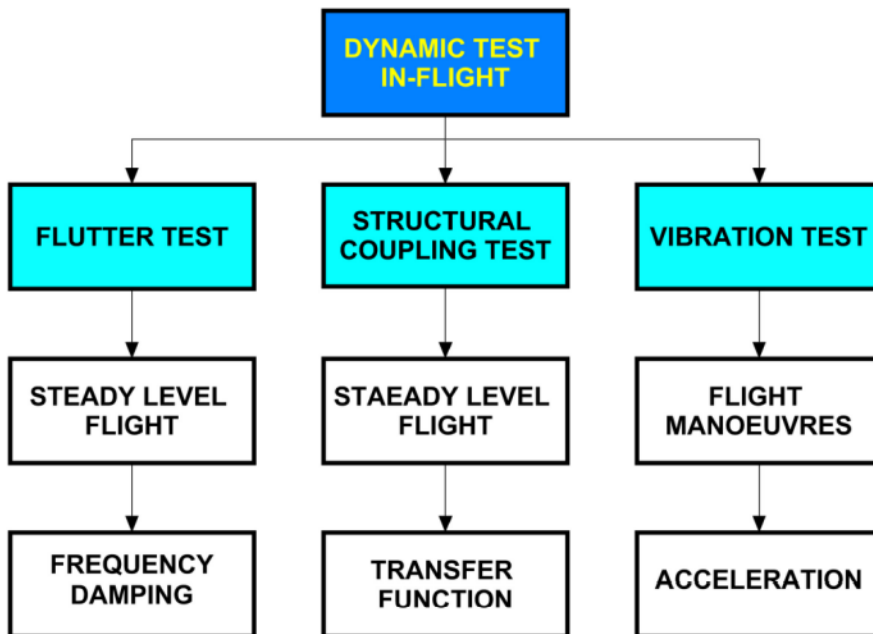 DYNAMIC TEST
IN-FLIGHT
FLUTTER TEST
STRUCTURAL
COUPLING TEST
VIBRATION TEST
STEADY LEVEL
FLIGHT
STAEADY LEVEL
FLIGHT
FLIGHT
MANOEUVRES
FREQUENCY
DAMPING
TRANSFER
FUNCTION
ACCELERATION